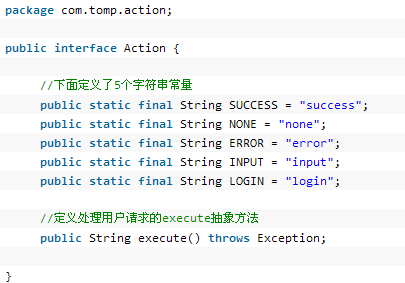 package com.tomp.action;
public interface Action {
//下面定义了5个字符串常量
public static final String SUCCESS = "success";
public static final String NONE = "none";
public static final String ERROR = "error";
public static final String INPUT = "input";
public static final String LOGIN = "login";
//定义处理用户请求的execute抽象方法
public String execute() throws Exception;
}